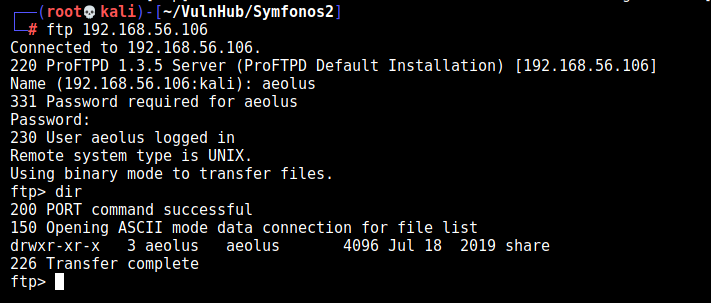 (root💀kali)-[~/VulnHub/Symfonos2]
# ftp 192.168.56.106
Connected to 192.168.56.106.
220 ProFTPD 1.3.5 Server (ProFTPD Default Installation) [192.168.56.106]
Name (192.168.56.106:kali): aeolus
331 Password required for aeolus
Password:
230 User aeolus logged in
Remote system type is UNIX.
Using binary mode to transfer files.
ftp> dir
200 PORT command successful
150 Opening ASCII mode data connection for file list
drwxr-xr-x   3 aeolus   aeolus       4096 Jul 18  2019 share
226 Transfer complete
ftp>